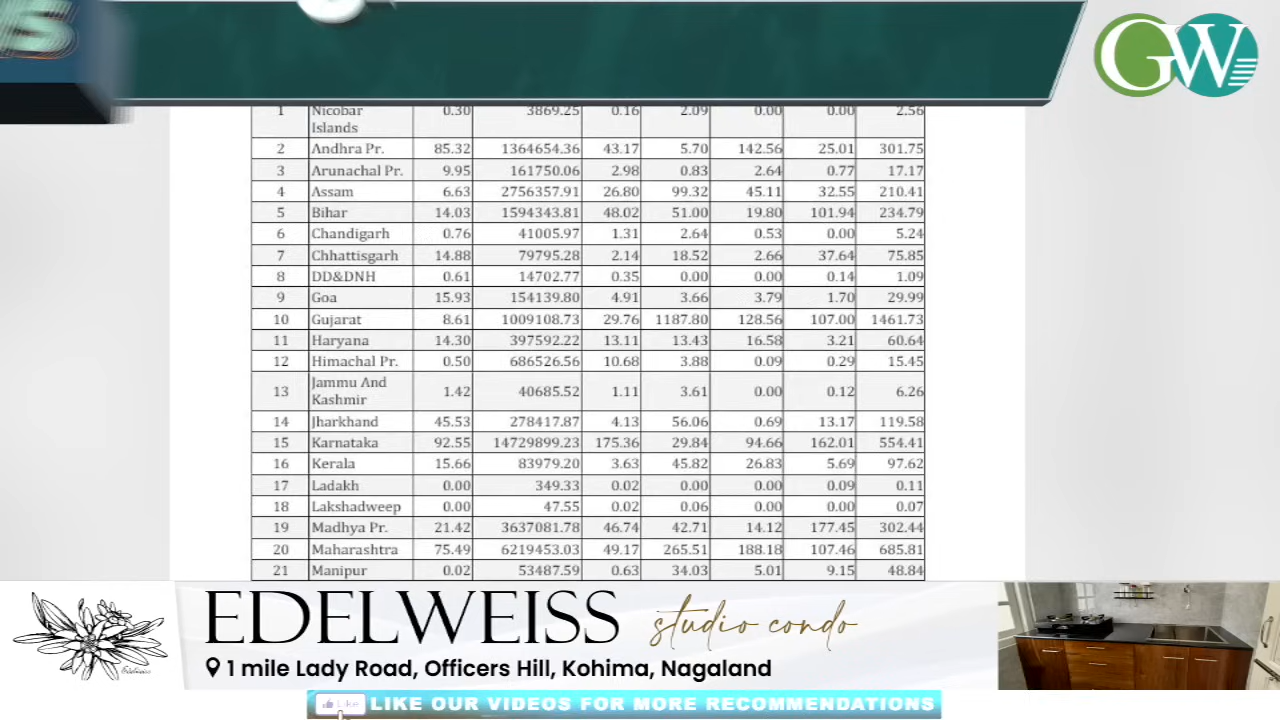 GW
1 Nicobar Islands 0.30 3869.25 0.16 2.09 0.00 0.00 2.56
2 Andhra Pr. 85.32 1364654.36 43.17 5.70 142.56 25.01 301.75
3 Arunachal Pr. 9.95 161750.06 2.98 0.83 2.64 0.77 17.17
4 Assam 6.63 2756357.91 26.80 99.32 45.11 32.55 210.41
5 Bihar 14.03 1594343.81 48.02 51.00 19.80 101.94 234.79
6 Chandigarh 0.76 41005.97 1.31 2.64 0.53 0.00 5.24
7 Chhattisgarh 14.88 79795.28 2.14 18.52 2.66 37.64 75.85
8 DD&DNH 0.61 14702.77 0.35 0.00 0.00 0.14 1.09
9 Goa 15.93 154139.80 4.91 3.66 3.79 1.70 29.99
10 Gujarat 8.61 1009108.73 29.76 1187.80 128.56 107.00 1461.73
11 Haryana 14.30 397592.22 13.11 13.43 16.58 3.21 60.64
12 Himachal Pr. 0.50 686526.56 10.68 3.88 0.09 0.29 15.45
13 Jammu And Kashmir 1.42 40685.52 1.11 3.61 0.00 0.12 6.26
14 Jharkhand 45.53 278417.87 4.13 56.06 0.69 13.17 119.58
15 Karnataka 92.55 14729899.23 175.36 29.84 94.66 162.01 554.41
16 Kerala 15.66 83979.20 3.63 45.82 26.83 5.69 97.62
17 Ladakh 0.00 349.33 0.02 0.00 0.00 0.09 0.11
18 Lakshadweep 0.00 47.55 0.02 0.06 0.00 0.00 0.07
19 Madhya Pr. 21.42 3637081.78 46.74 42.71 14.12 177.45 302.44
20 Maharashtra 75.49 6219453.03 49.17 265.51 188.18 107.46 685.81
21 Manipur 0.02 53487.59 0.63 34.03 5.01 9.15 48.84
EDELWEISS studio condo
1 mile Lady Road, Officers Hill, Kohima, Nagaland
Like LIKE OUR VIDEOS FOR MORE RECOMMENDATIONS